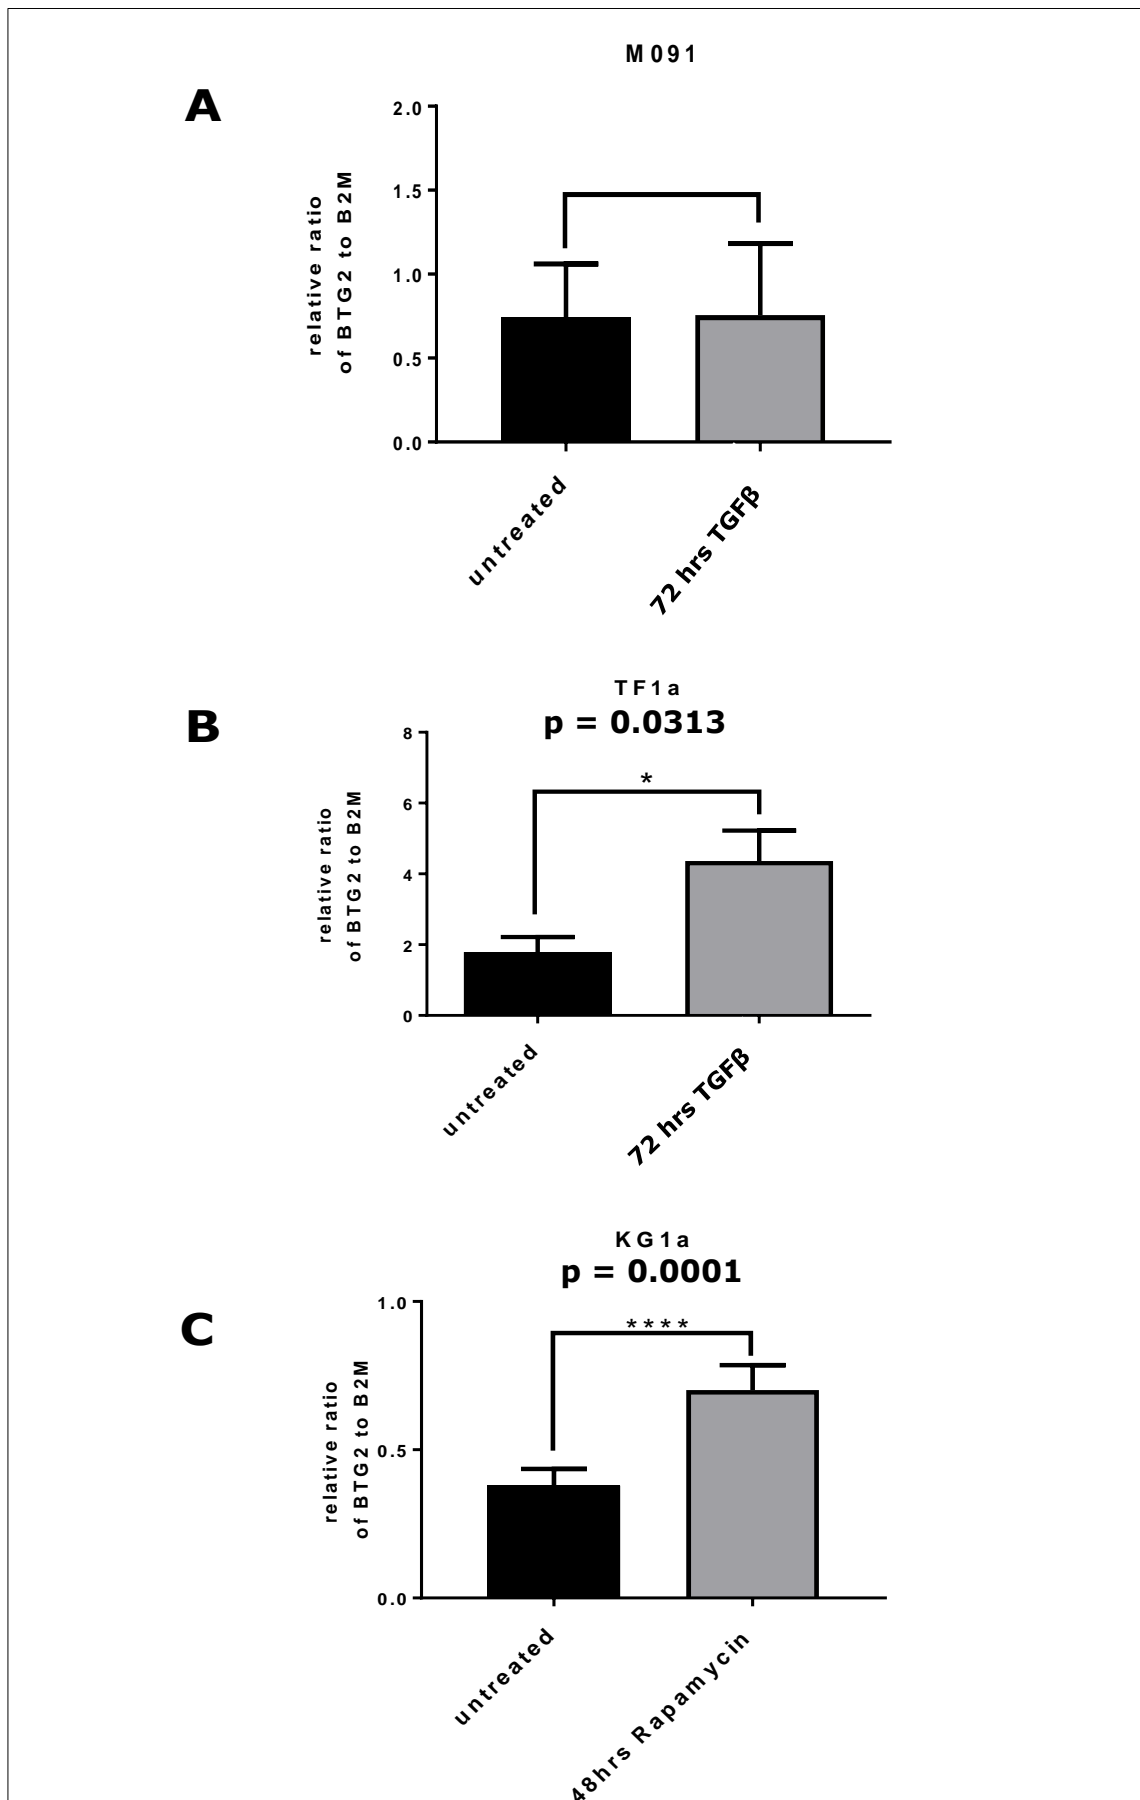 M091
A
2.0
1.5
1.0
0.5
0.0
relative ratio
of BTG2 to B2M
untreated
72 hrs TGFβ
TF1a
B
p = 0.0313
8
6
4
2
0
*
relative ratio
of BTG2 to B2M
untreated
72 hrs TGFβ
KG1a
p = 0.0001
C
1.0
0.5
0.0
****
relative ratio
of BTG2 to B2M
untreated
48hrs Rapamycin